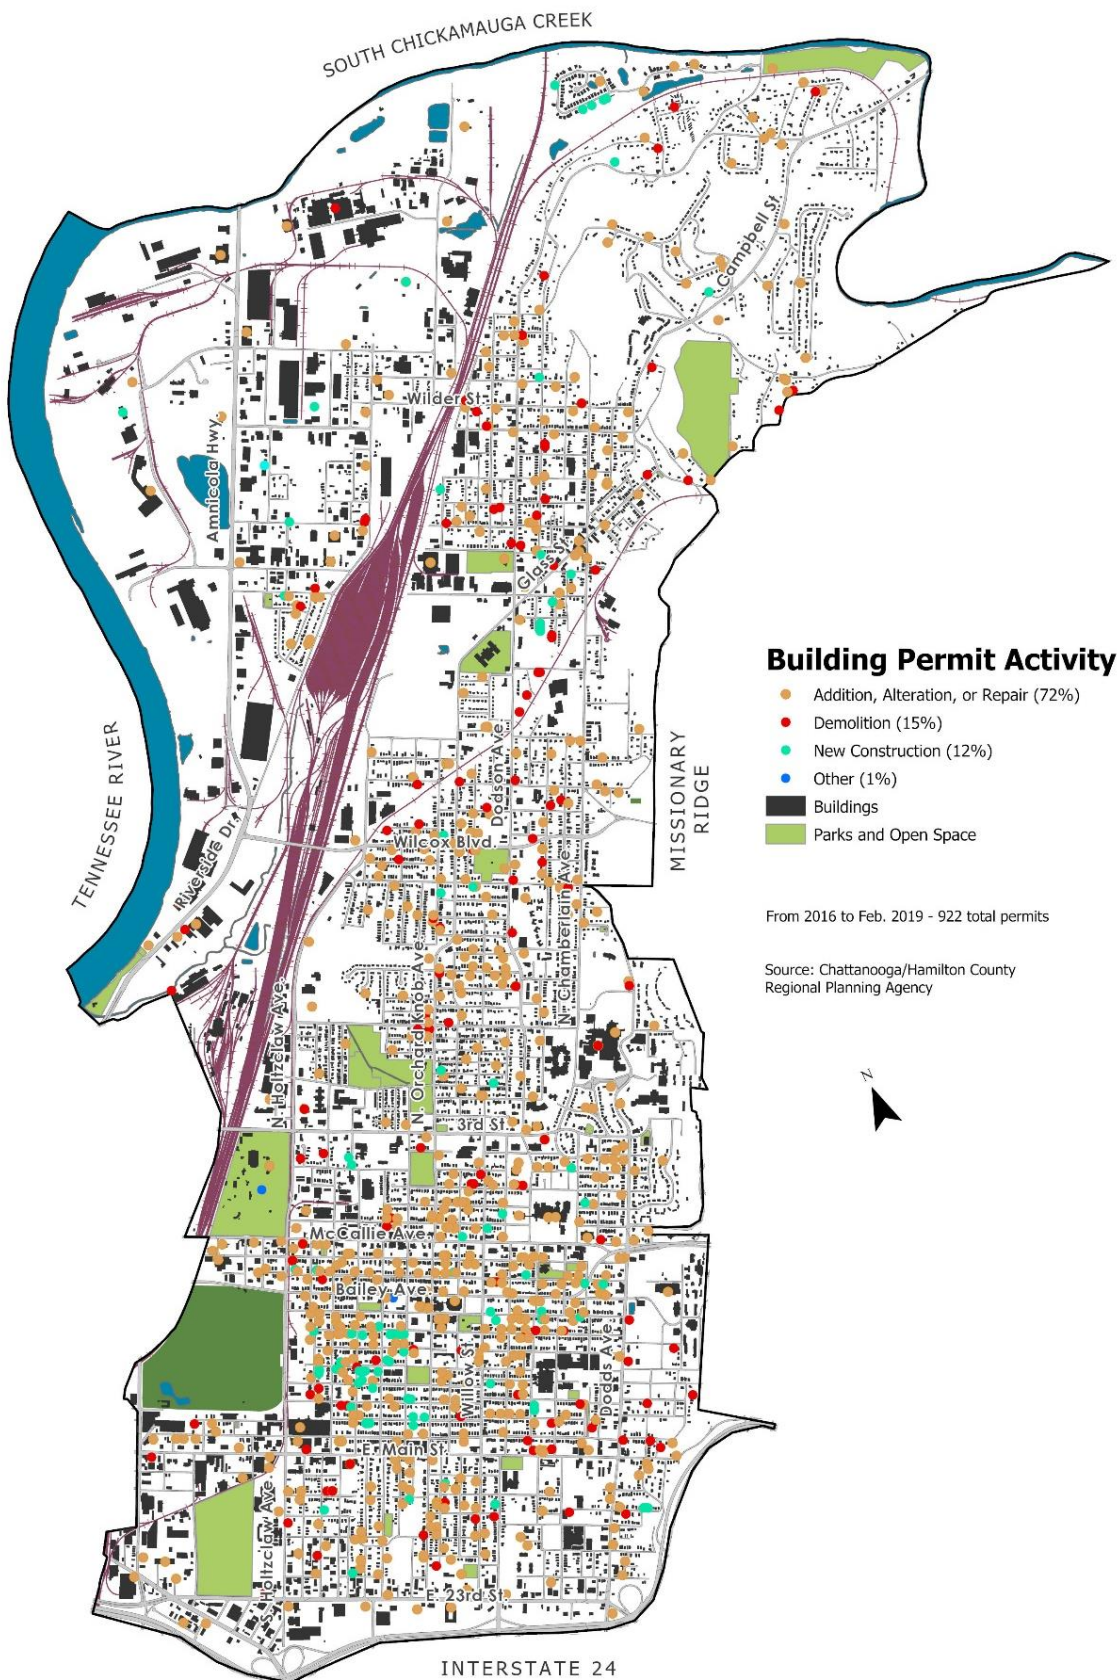 SOUTH CHICKAMAUGA CREEK
Campbell St.
Wilder St.
Amnicola Hwy.
Glass St.
Building Permit Activity
Addition, Alteration, or Repair (72%)
Demolition (15%)
New Construction (12%)
Other (1%)
Buildings
Parks and Open Space
TENNESSEE RIVER
MISSIONARY
RIDGE
Dodson Ave.
Riverside Dr.
Wilcox Blvd.
N. Chamberlain Ave.
From 2016 to Feb. 2019 - 922 total permits
Source: Chattanooga/Hamilton County
Regional Planning Agency
N. Holtzclaw Ave.
N. Orchard Knob Ave.
N
3rd St.
McCallie Ave.
Bailey Ave.
Willow St.
Dodds Ave.
E. Main St.
S. Holtzclaw Ave.
E. 23rd St.
INTERSTATE 24